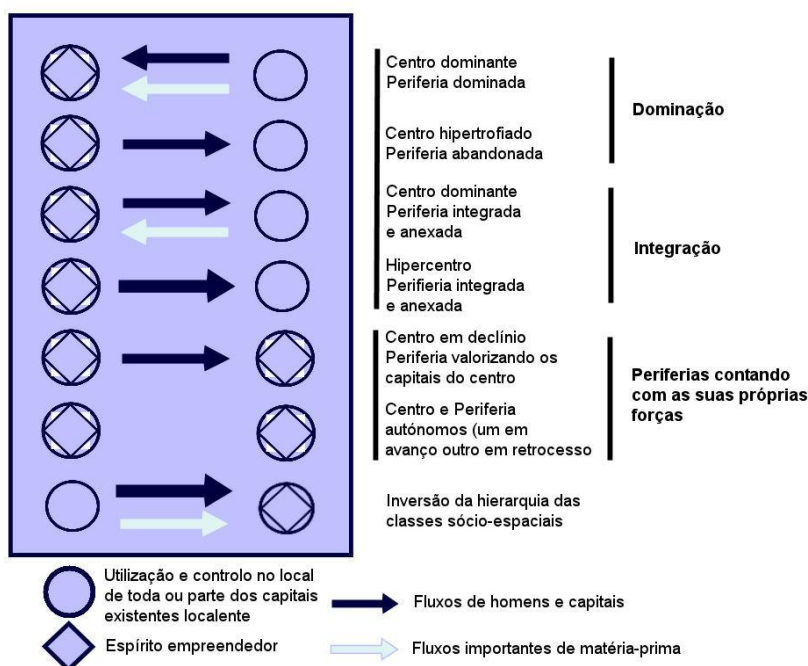 Centro dominante
Periferia dominada
Dominação
Centro hipertrofiado
Periferia abandonada
Centro dominante
Periferia integrada
e anexada
Integração
Hipercentro
Perifieria integrada
e anexada
Centro em declínio
Periferia valorizando os
capitais do centro
Periferias contando
com as suas próprias
forças
Centro e Periferia
autónomos (um em
avanço outro em retrocesso
Inversão da hierarquia das
classes sócio-espaciais
Utilização e controlo no local
de toda ou parte dos capitais
existentes localente
Fluxos de homens e capitais
Espírito empreendedor
Fluxos importantes de matéria-prima